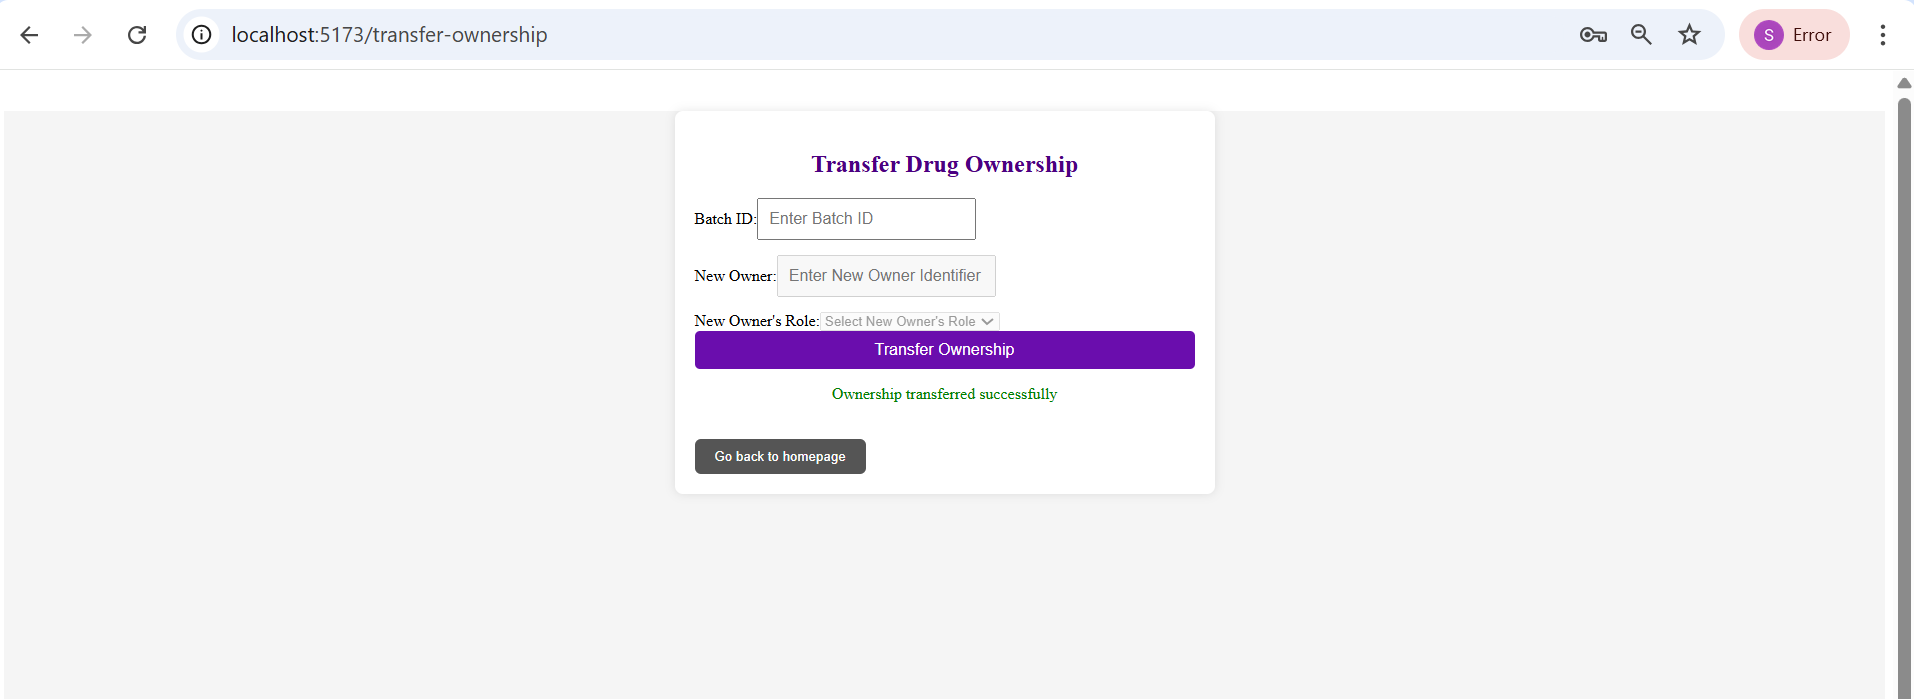 localhost:5173/transfer-ownership
S Error
Transfer Drug Ownership
Batch ID: Enter Batch ID
New Owner: Enter New Owner Identifier
New Owner's Role: Select New Owner's Role
Transfer Ownership
Ownership transferred successfully
Go back to homepage